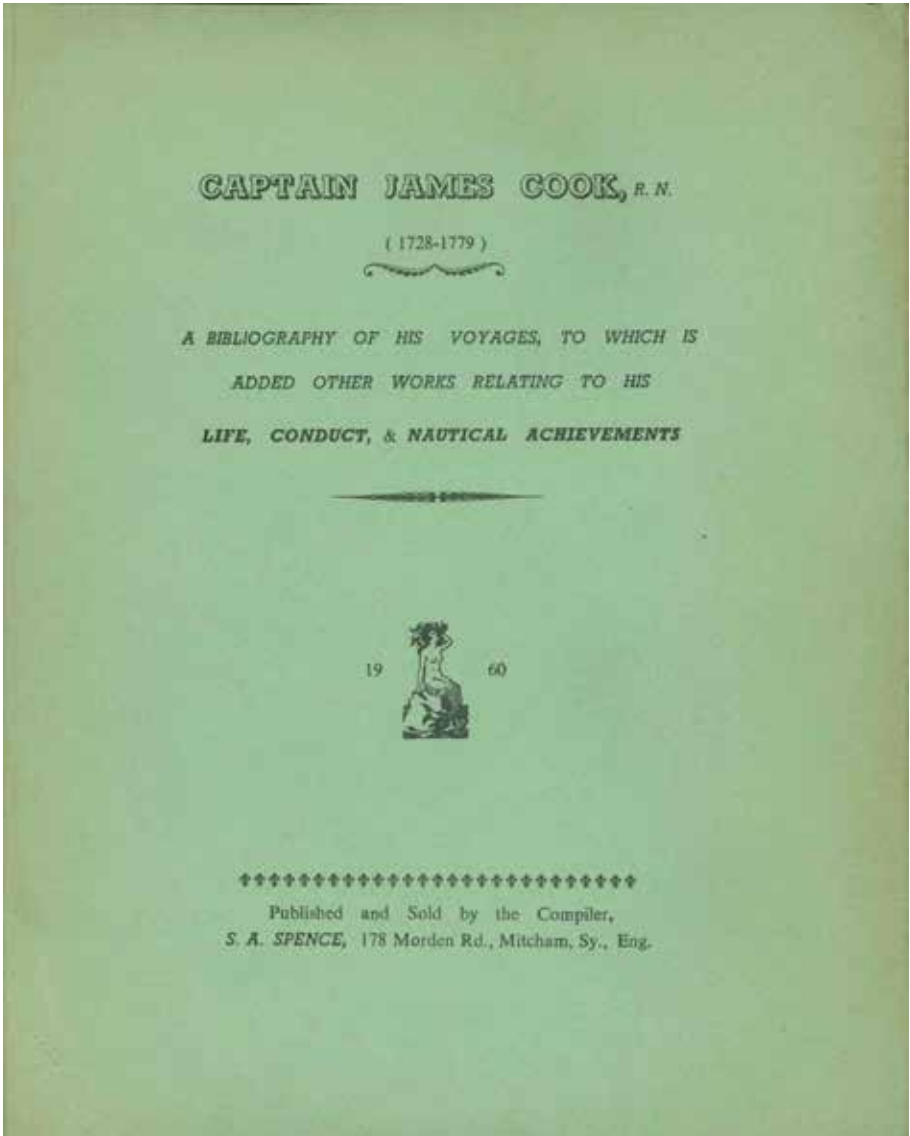 CAPTAIN JAMES COOK, R. N.
( 1728-1779 )
A BIBLIOGRAPHY OF HIS VOYAGES, TO WHICH IS
ADDED OTHER WORKS RELATING TO HIS
LIFE, CONDUCT, & NAUTICAL ACHIEVEMENTS
19 60
Published and Sold by the Compiler,
S. A. SPENCE, 178 Morden Rd., Mitcham, Sy., Eng.